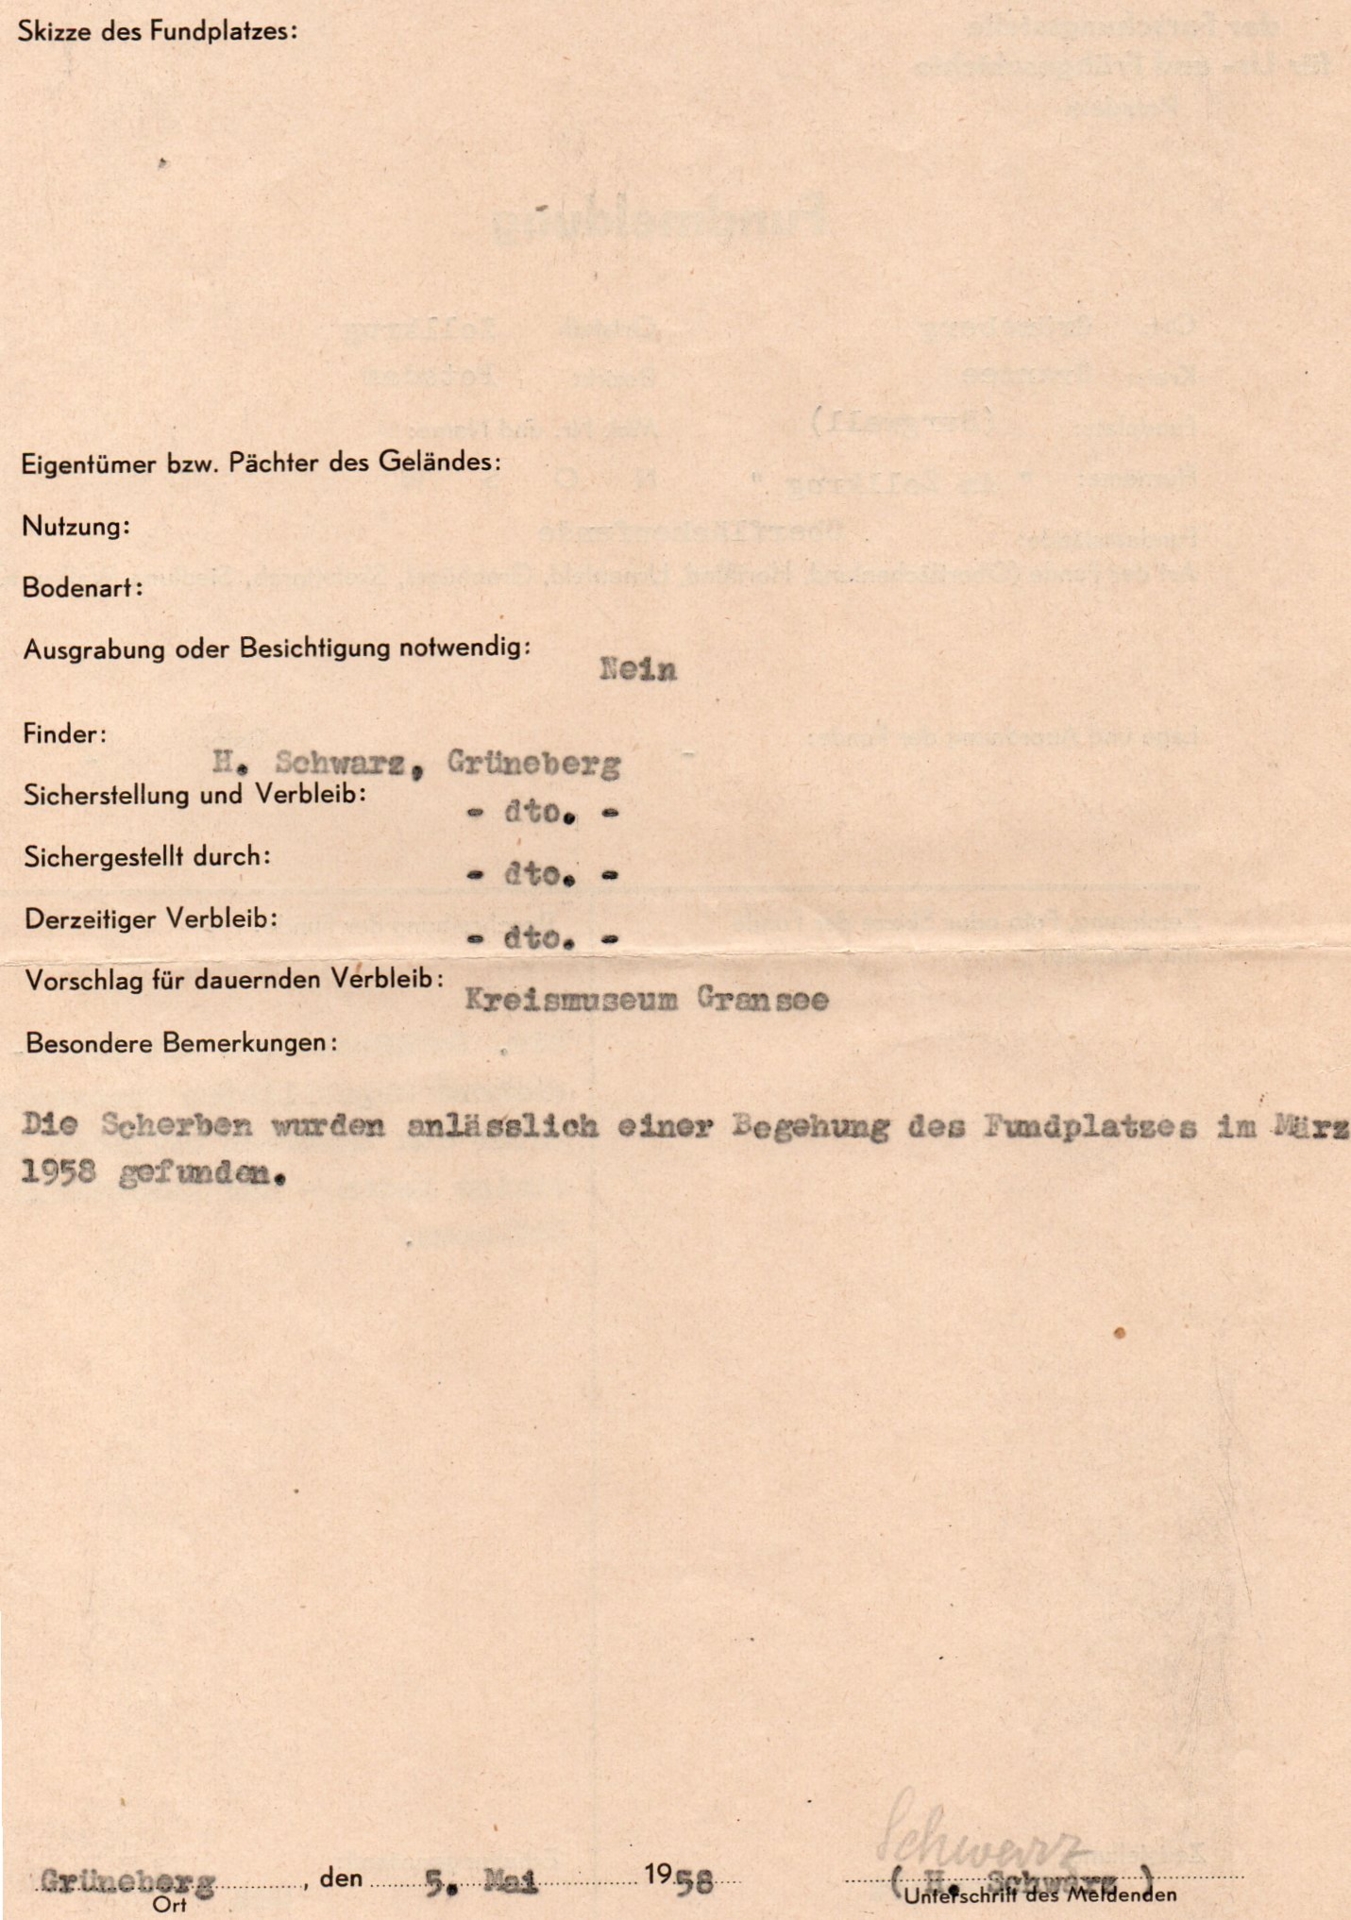 Skizze des Fundplatzes:
Eigentümer bzw. Pächter des Geländes:
Nutzung:
Bodenart:
Ausgrabung oder Besichtigung notwendig:
Nein
Finder:
H. Schwarz, Grüneberg
Sicherstellung und Verbleib:
- dto. -
Sichergestellt durch:
- dto. -
Derzeitiger Verbleib:
- dto. -
Vorschlag für dauernden Verbleib:
Kreismuseum Gransee
Besondere Bemerkungen:
Die Scherben wurden anlässlich einer Begehung des Fundplatzes im März
1958 gefunden.
Schwarz
Grüneberg, den 5. Mai 1958 ( H. Schwarz )
Ort Unterschrift des Meldenden